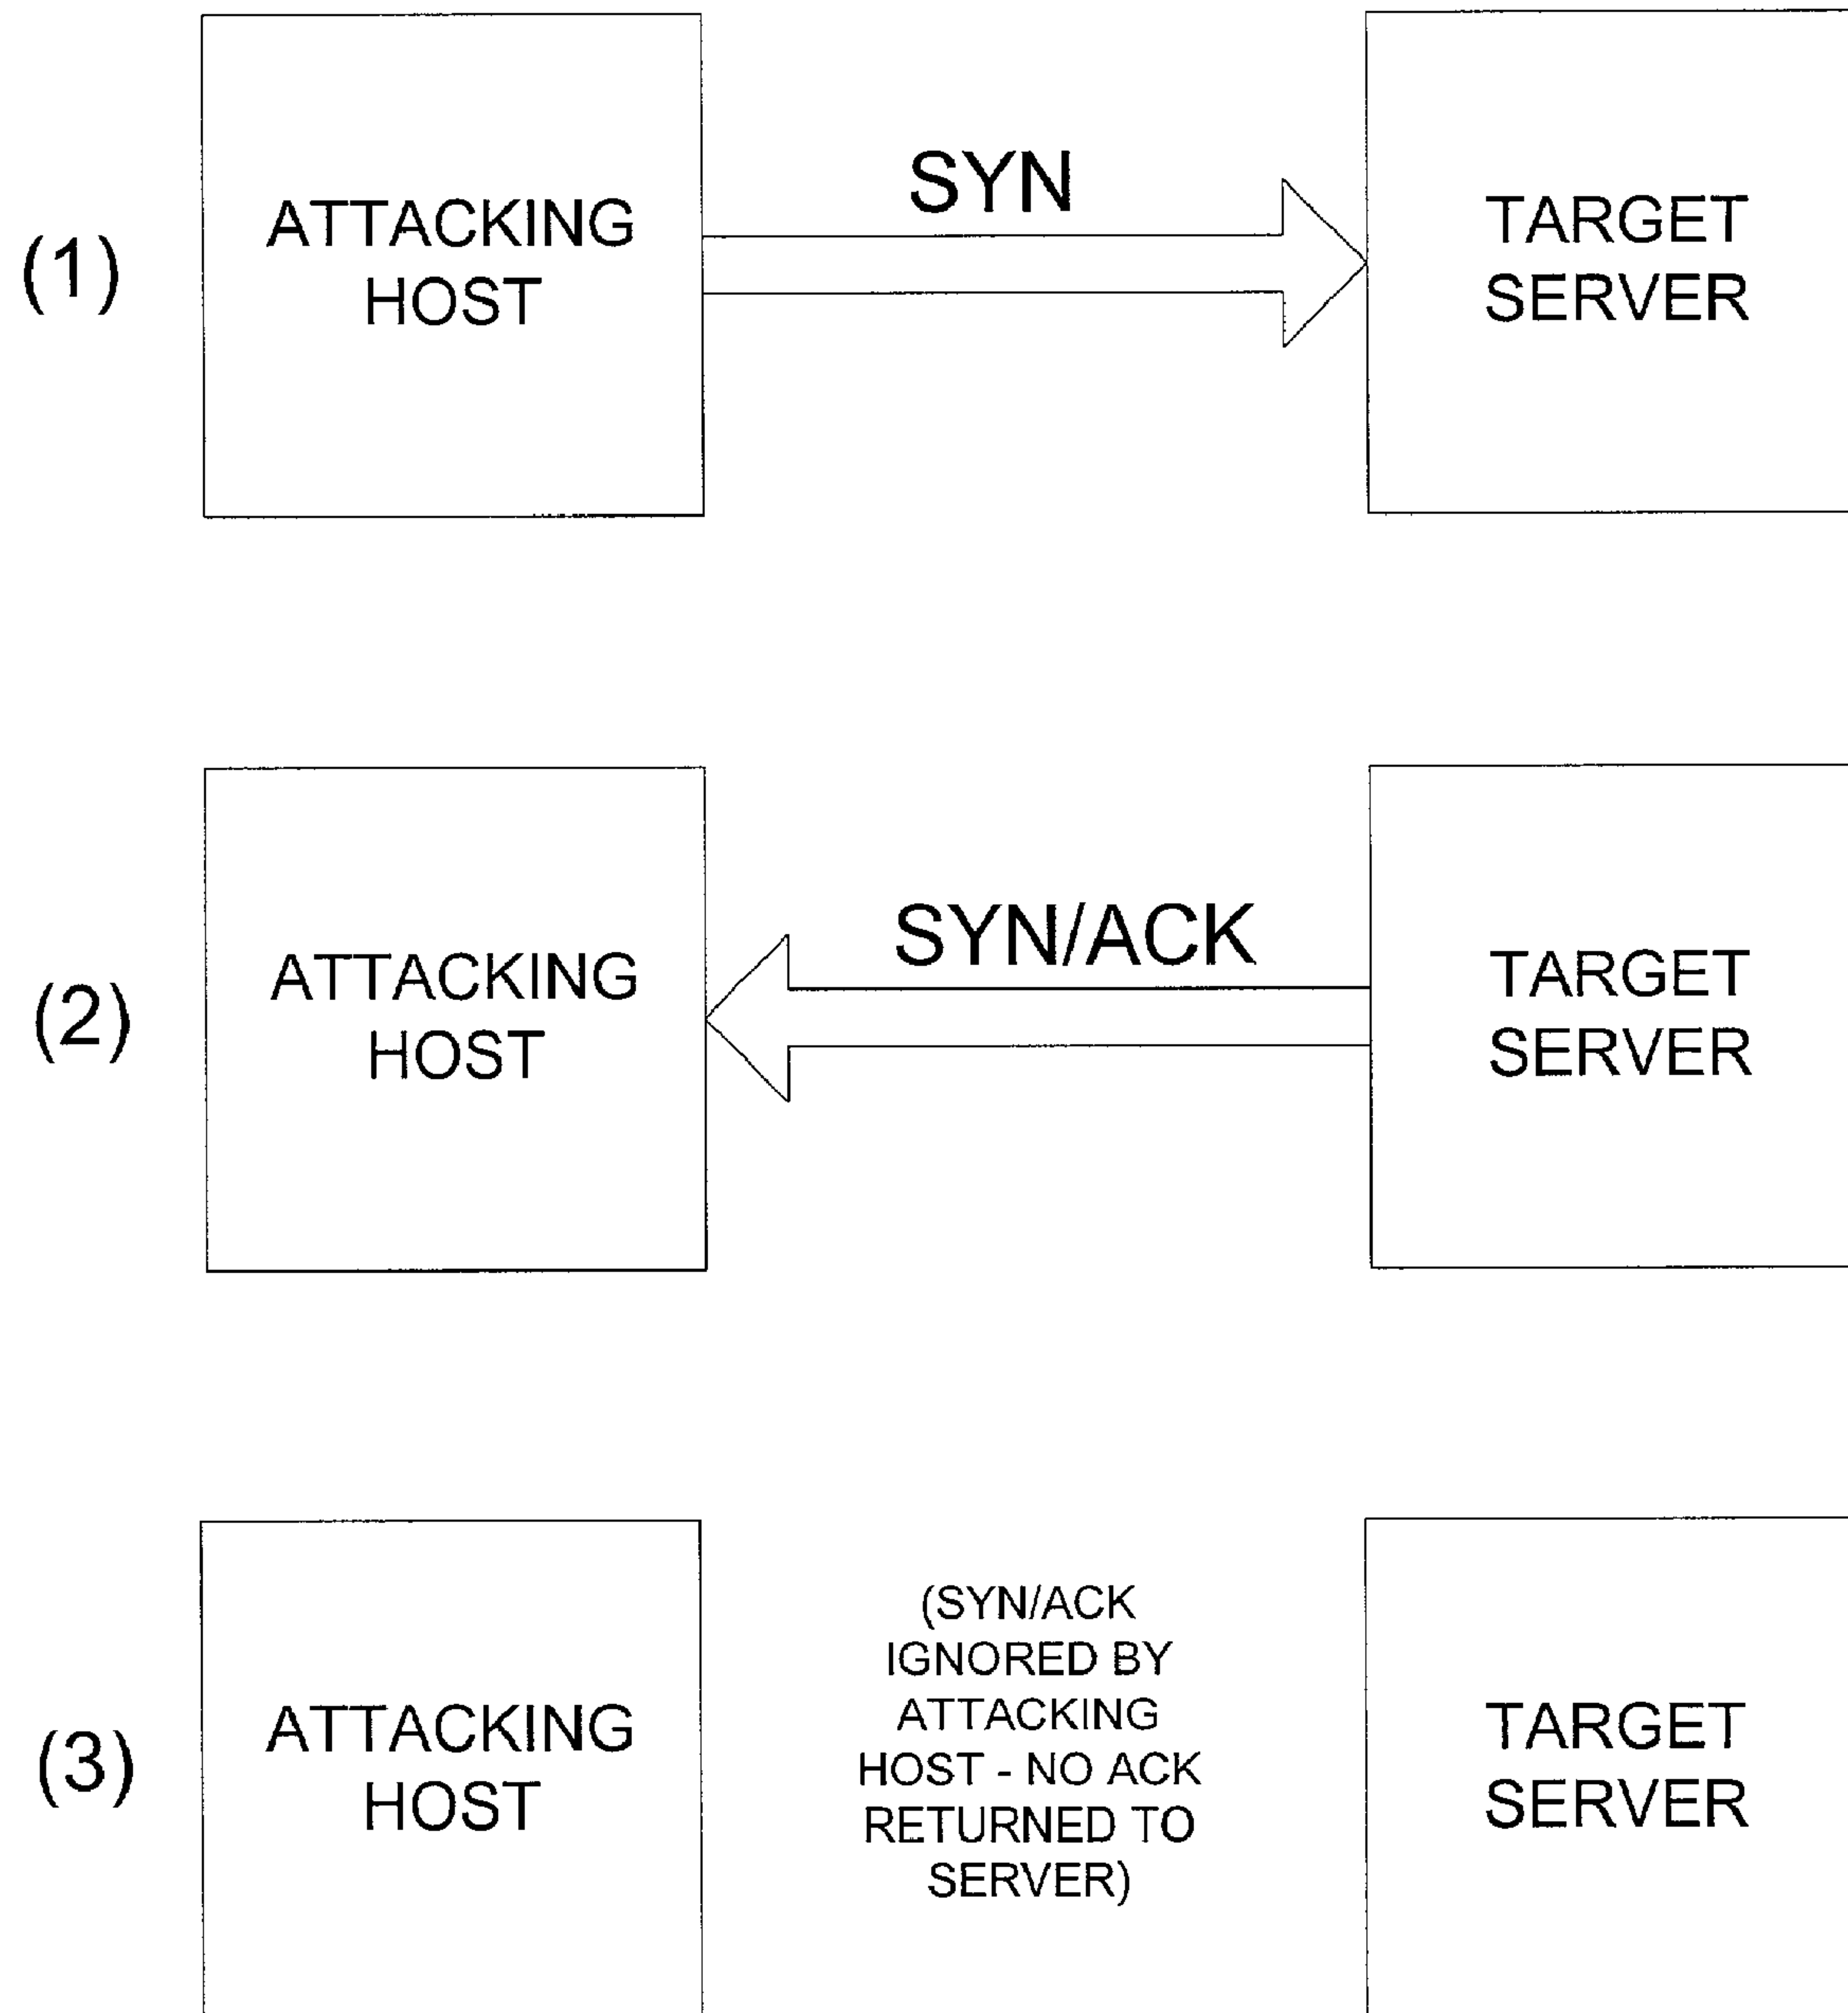 (1)
ATTACKING
HOST
SYN
TARGET
SERVER
(2)
ATTACKING
HOST
SYN/ACK
TARGET
SERVER
(3)
ATTACKING
HOST
(SYN/ACK
IGNORED BY
ATTACKING
HOST - NO ACK
RETURNED TO
SERVER)
TARGET
SERVER